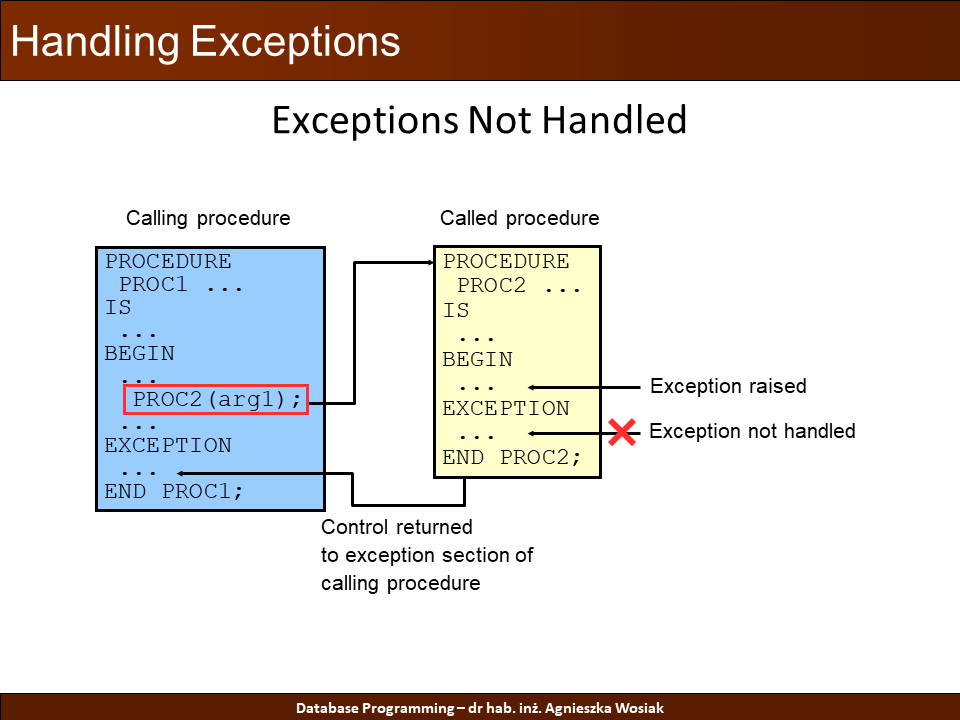 Handling Exceptions
Exceptions Not Handled
Calling procedure
PROCEDURE
PROC1 ...
IS
...
BEGIN
...
PROC2(arg1);
...
EXCEPTION
...
END PROC1;
Called procedure
PROCEDURE
PROC2 ...
IS
...
BEGIN
...
EXCEPTION
...
END PROC2;
Exception raised
Exception not handled
Control returned
to exception section of
calling procedure
Database Programming – dr hab. inż. Agnieszka Wosiak